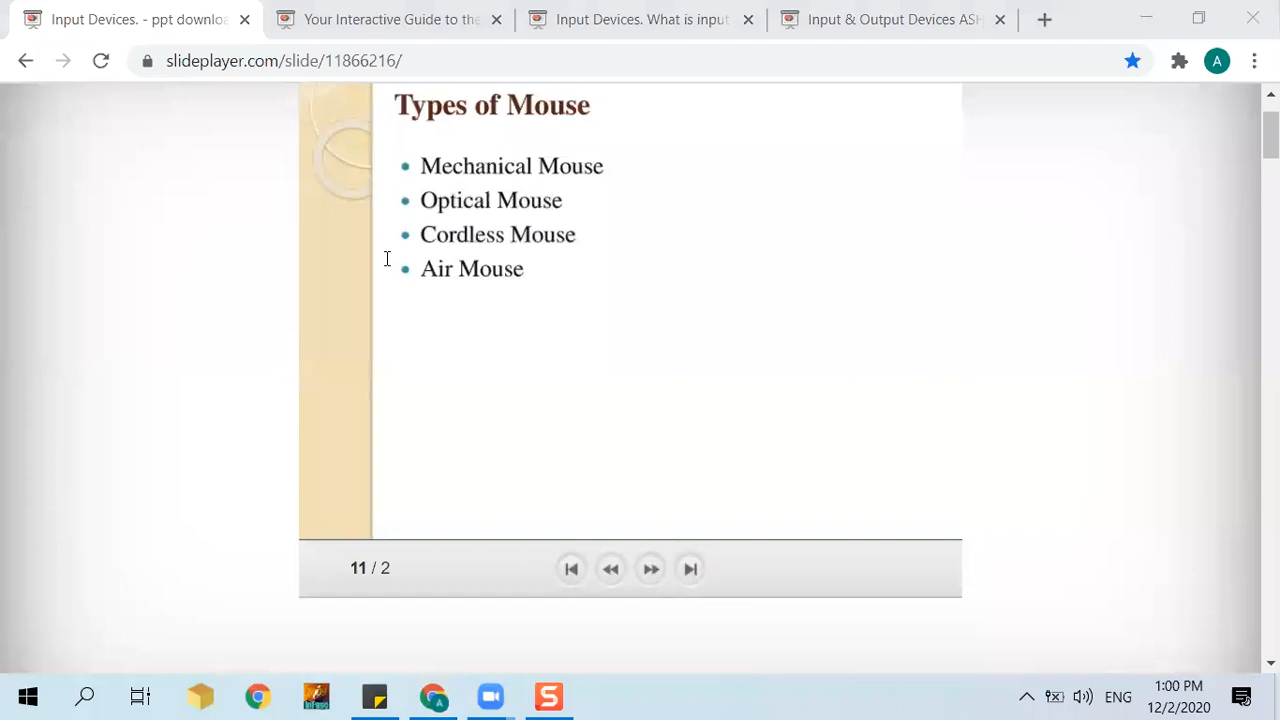 Input Devices. - ppt downloa
Your Interactive Guide to the
Input Devices. What is input
Input & Output Devices ASH
slideplayer.com/slide/11866216/
A
Types of Mouse
Mechanical Mouse
Optical Mouse
Cordless Mouse
Air Mouse
11 / 2
ENG
1:00 PM
12/2/2020